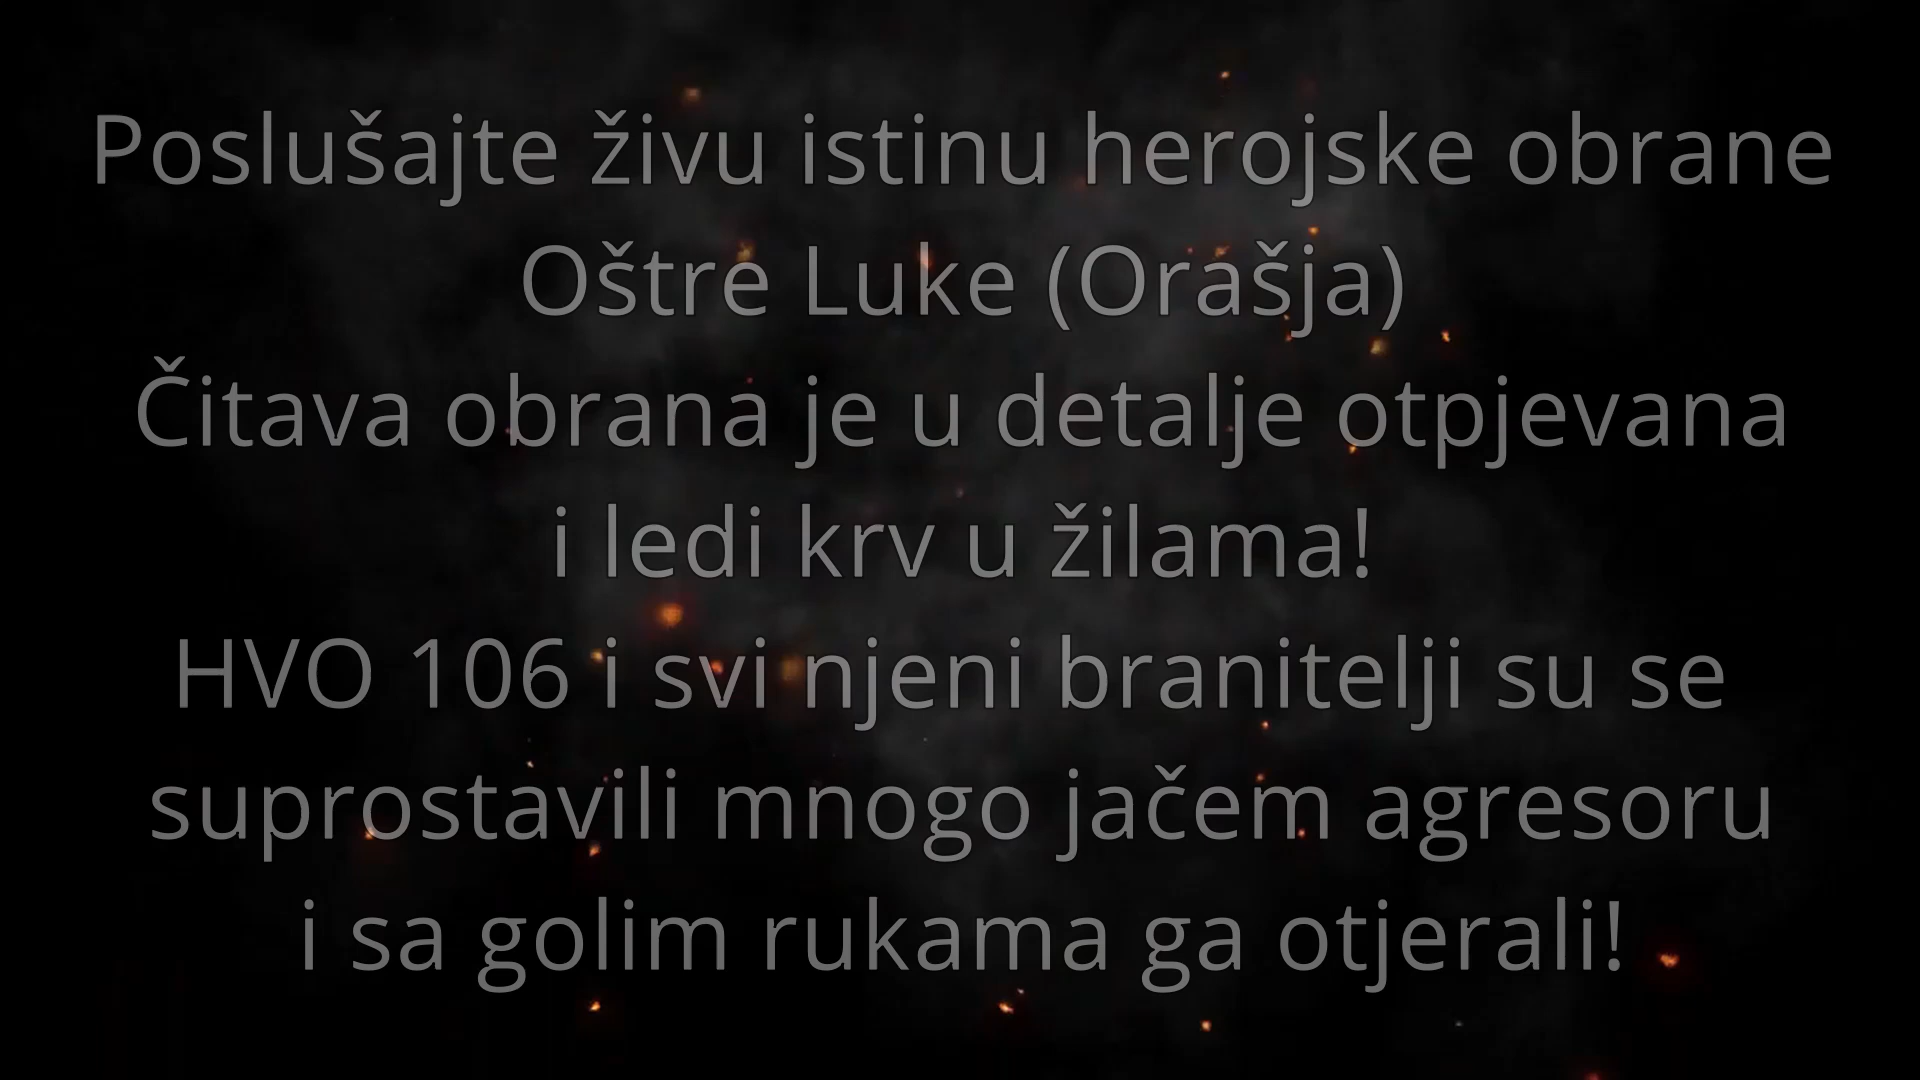 Poslušajte živu istinu herojske obrane
Oštre Luke (Orašja)
Čitava obrana je u detalje otpjevana
i ledi krv u žilama!
HVO 106 i svi njeni branitelji su se
suprostavili mnogo jačem agresoru
i sa golim rukama ga otjerali!